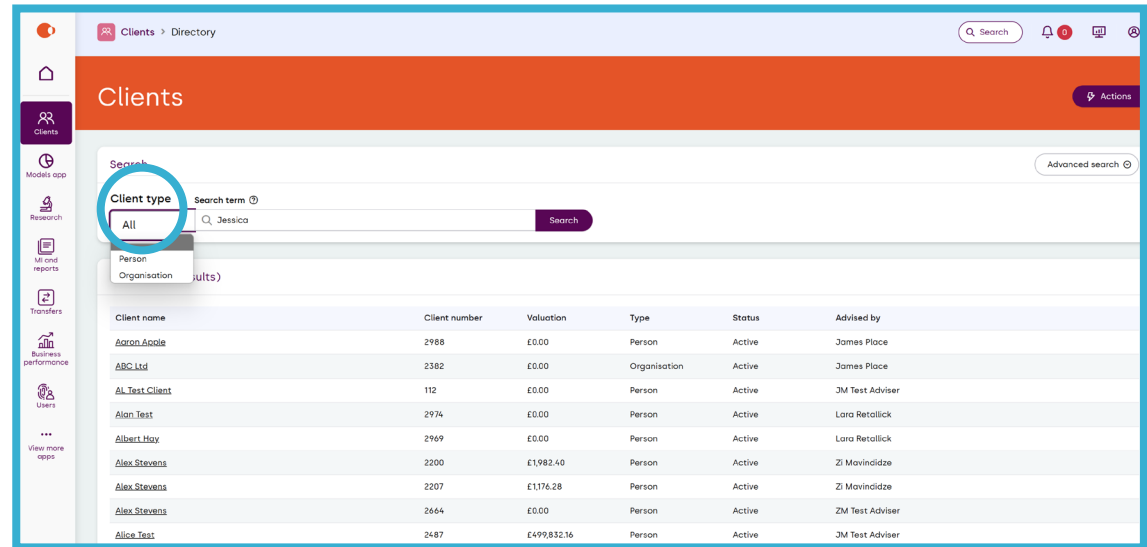 Clients > Directory
Search
0
Clients
Actions
Clients
Models app
Research
MI and
reports
Transfers
Business
performance
Users
View more
apps
Search
Advanced search
Client type
Search term
All
Jessica
Search
Person
Organisation
Client name Client number Valuation Type Status Advised by
Aaron Apple 2988 £0.00 Person Active James Place
ABC Ltd 2382 £0.00 Organisation Active James Place
AL Test Client 112 £0.00 Person Active JM Test Adviser
Alan Test 2974 £0.00 Person Active Lara Retallick
Albert Hay 2969 £0.00 Person Active Lara Retallick
Alex Stevens 2200 £1,982.40 Person Active Zi Mavindidze
Alex Stevens 2207 £1,176.28 Person Active Zi Mavindidze
Alex Stevens 2664 £0.00 Person Active ZM Test Adviser
Alice Test 2487 £499,832.16 Person Active JM Test Adviser